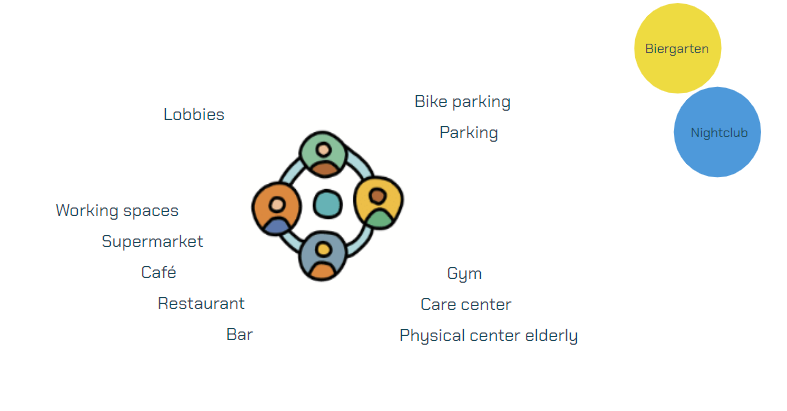 Biergarten
Nightclub
Lobbies
Bike parking
Parking
Working spaces
Supermarket
Café
Restaurant
Bar
Gym
Care center
Physical center elderly